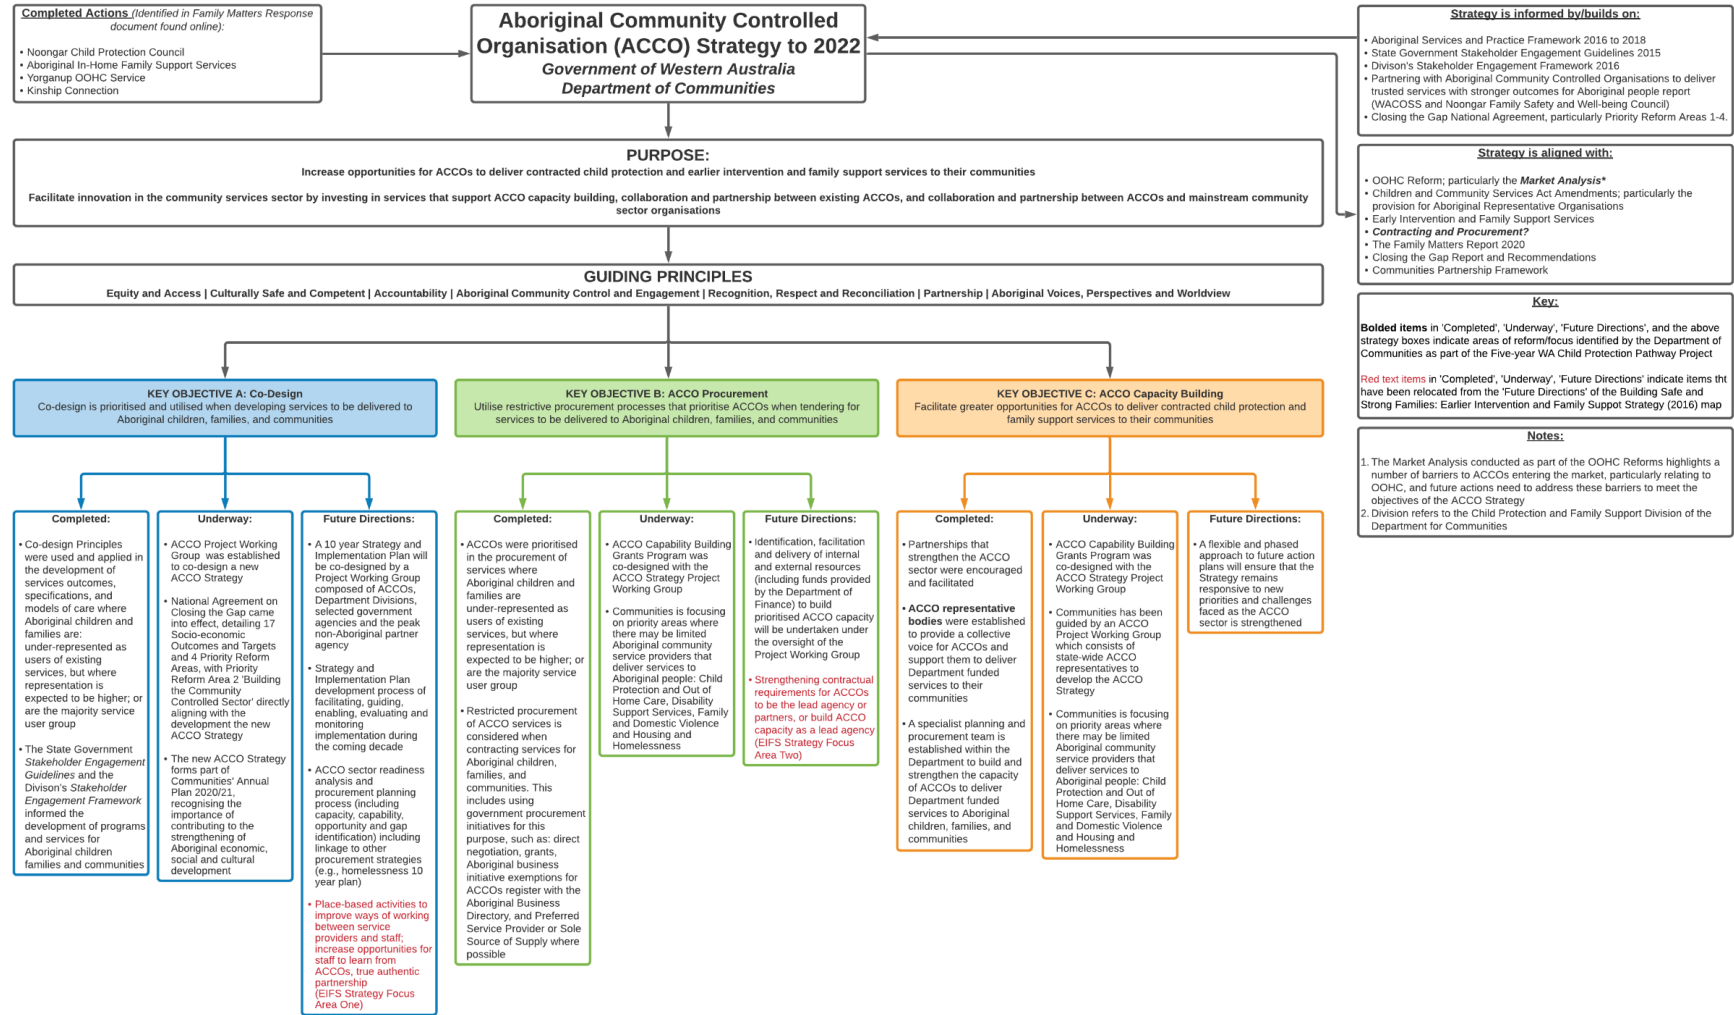 Completed Actions (Identified in Family Matters Response
document found online):
• Noongar Child Protection Council
• Aboriginal In-Home Family Support Services
• Yorganup OOHC Service
• Kinship Connection
Aboriginal Community Controlled
Organisation (ACCO) Strategy to 2022
Government of Western Australia
Department of Communities
Strategy is informed by/builds on:
• Aboriginal Services and Practice Framework 2016 to 2018
• State Government Stakeholder Engagement Guidelines 2015
• Divison's Stakeholder Engagement Framework 2016
• Partnering with Aboriginal Community Controlled Organisations to deliver
trusted services with stronger outcomes for Aboriginal people report
(WACOSS and Noongar Family Safety and Well-being Council)
• Closing the Gap National Agreement, particularly Priority Reform Areas 1-4.
PURPOSE:
Increase opportunities for ACCOs to deliver contracted child protection and earlier intervention and family support services to their communities
Facilitate innovation in the community services sector by investing in services that support ACCO capacity building, collaboration and partnership between existing ACCOs, and collaboration and partnership between ACCOs and mainstream community
sector organisations
Strategy is aligned with:
• OOHC Reform; particularly the Market Analysis*
• Children and Community Services Act Amendments; particularly the
provision for Aboriginal Representative Organisations
• Early Intervention and Family Support Services
• Contracting and Procurement?
• The Family Matters Report 2020
• Closing the Gap Report and Recommendations
• Communities Partnership Framework
GUIDING PRINCIPLES
Equity and Access | Culturally Safe and Competent | Accountability | Aboriginal Community Control and Engagement | Recognition, Respect and Reconciliation | Partnership | Aboriginal Voices, Perspectives and Worldview
Key:
Bolded items in 'Completed', 'Underway', 'Future Directions', and the above
strategy boxes indicate areas of reform/focus identified by the Department of
Communities as part of the Five-year WA Child Protection Pathway Project
Red text items in 'Completed', 'Underway', 'Future Directions' indicate items tht
have been relocated from the 'Future Directions' of the Building Safe and
Strong Families: Earlier Intervention and Family Suppot Strategy (2016) map
Notes:
1. The Market Analysis conducted as part of the OOHC Reforms highlights a
number of barriers to ACCOs entering the market, particularly relating to
OOHC, and future actions need to address these barriers to meet the
objectives of the ACCO Strategy
2. Division refers to the Child Protection and Family Support Division of the
Department for Communities
KEY OBJECTIVE A: Co-Design
Co-design is prioritised and utilised when developing services to be delivered to
Aboriginal children, families, and communities
KEY OBJECTIVE B: ACCO Procurement
Utilise restrictive procurement processes that prioritise ACCOs when tendering for
services to be delivered to Aboriginal children, families, and communities
KEY OBJECTIVE C: ACCO Capacity Building
Facilitate greater opportunities for ACCOs to deliver contracted child protection and
family support services to their communities
Completed:
• Co-design Principles
were used and applied in
the development of
services outcomes,
specifications, and
models of care where
Aboriginal children and
families are:
under-represented as
users of existing
services, but where
representation is
expected to be higher; or
are the majority service
user group
• The State Government
Stakeholder Engagement
Guidelines and the
Divison's Stakeholder
Engagement Framework
informed the
development of programs
and services for
Aboriginal children
families and communities
Underway:
• ACCO Project Working
Group was established
to co-design a new
ACCO Strategy
• National Agreement on
Closing the Gap came
into effect, detailing 17
Socio-economic
Outcomes and Targets
and 4 Priority Reform
Areas, with Priority
Reform Area 2 'Building
the Community
Controlled Sector' directly
aligning with the
development the new
ACCO Strategy
• The new ACCO Strategy
forms part of
Communities' Annual
Plan 2020/21,
recognising the
importance of
contributing to the
strengthening of
Aboriginal economic,
social and cultural
development
Future Directions:
• A 10 year Strategy and
Implementation Plan will
be co-designed by a
Project Working Group
composed of ACCOs,
Department Divisions,
selected government
agencies and the peak
non-Aboriginal partner
agency
• Strategy and
Implementation Plan
development process of
facilitating, guiding,
enabling, evaluating and
monitoring
implementation during
the coming decade
• ACCO sector readiness
analysis and
procurement planning
process (including
capacity, capability,
opportunity and gap
identification) including
linkage to other
procurement strategies
(e.g., homelessness 10
year plan)
• Place-based activities to
improve ways of working
between service
providers and staff;
increase opportunities for
staff to learn from
ACCOs, true authentic
partnership
(EIFS Strategy Focus
Area One)
Completed:
• ACCOs were prioritised
in the procurement of
services where
Aboriginal children and
families are
under-represented as
users of existing
services, but where
representation is
expected to be higher; or
are the majority service
user group
• Restricted procurement
of ACCO services is
considered when
contracting services for
Aboriginal children,
families, and
communities. This
includes using
government procurement
initiatives for this
purpose, such as: direct
negotiation, grants,
Aboriginal business
initiative exemptions for
ACCOs register with the
Aboriginal Business
Directory, and Preferred
Service Provider or Sole
Source of Supply where
possible
Underway:
• ACCO Capability Building
Grants Program was
co-designed with the
ACCO Strategy Project
Working Group
• Communities is focusing
on priority areas where
there may be limited
Aboriginal community
service providers that
deliver services to
Aboriginal people: Child
Protection and Out of
Home Care, Disability
Support Services, Family
and Domestic Violence
and Housing and
Homelessness
Future Directions:
• Identification, facilitation
and delivery of internal
and external resources
(including funds provided
by the Department of
Finance) to build
prioritised ACCO capacity
will be undertaken under
the oversight of the
Project Working Group
• Strengthening contractual
requirements for ACCOs
to be the lead agency or
partners, or build ACCO
capacity as a lead agency
(EIFS Strategy Focus
Area Two)
Completed:
• Partnerships that
strengthen the ACCO
sector were encouraged
and facilitated
• ACCO representative
bodies were established
to provide a collective
voice for ACCOs and
support them to deliver
Department funded
services to their
communities
• A specialist planning and
procurement team is
established within the
Department to build and
strengthen the capacity
of ACCOs to deliver
Department funded
services to Aboriginal
children, families, and
communities
Underway:
• ACCO Capability Building
Grants Program was
co-designed with the
ACCO Strategy Project
Working Group
• Communities has been
guided by an ACCO
Project Working Group
which consists of
state-wide ACCO
representatives to
develop the ACCO
Strategy
• Communities is focusing
on priority areas where
there may be limited
Aboriginal community
service providers that
deliver services to
Aboriginal people: Child
Protection and Out of
Home Care, Disability
Support Services, Family
and Domestic Violence
and Housing and
Homelessness
Future Directions:
• A flexible and phased
approach to future action
plans will ensure that the
Strategy remains
responsive to new
priorities and challenges
faced as the ACCO
sector is strengthened